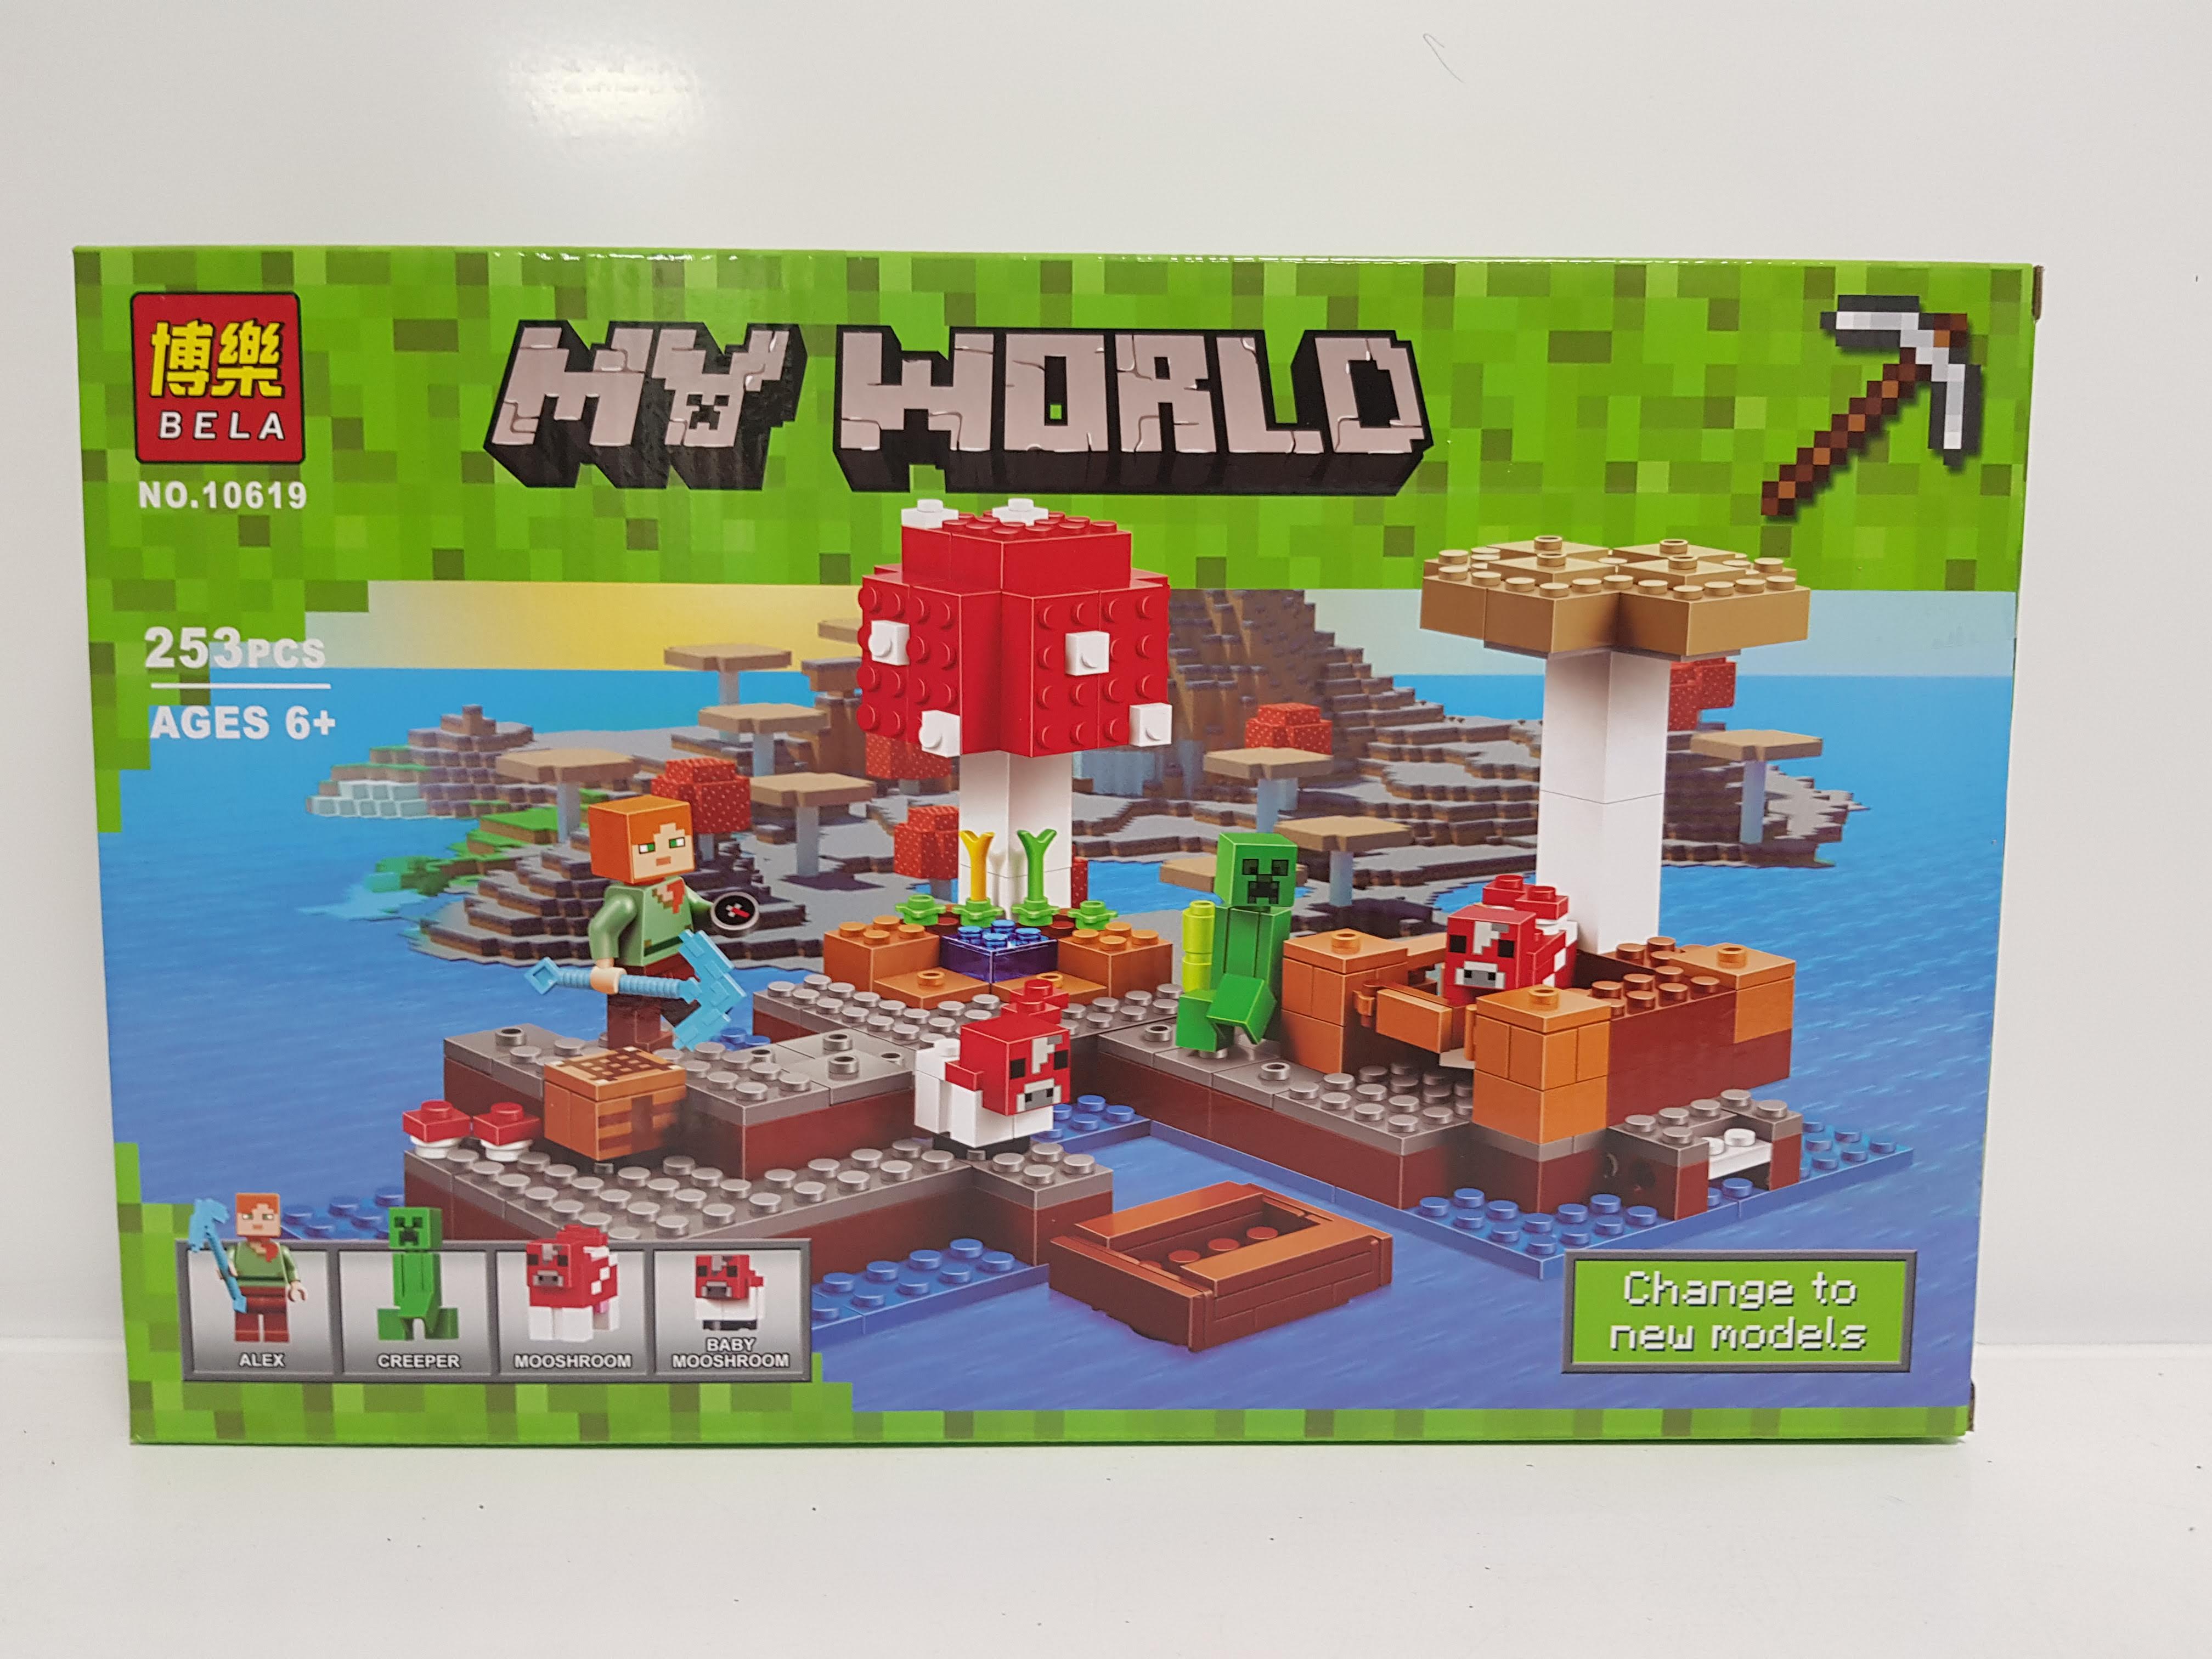 博樂
BELA
NO.10619
MY WORLD
253PCS
AGES 6+
ALEX
CREEPER
MOOSHROOM
BABY
MOOSHROOM
Change to
new models